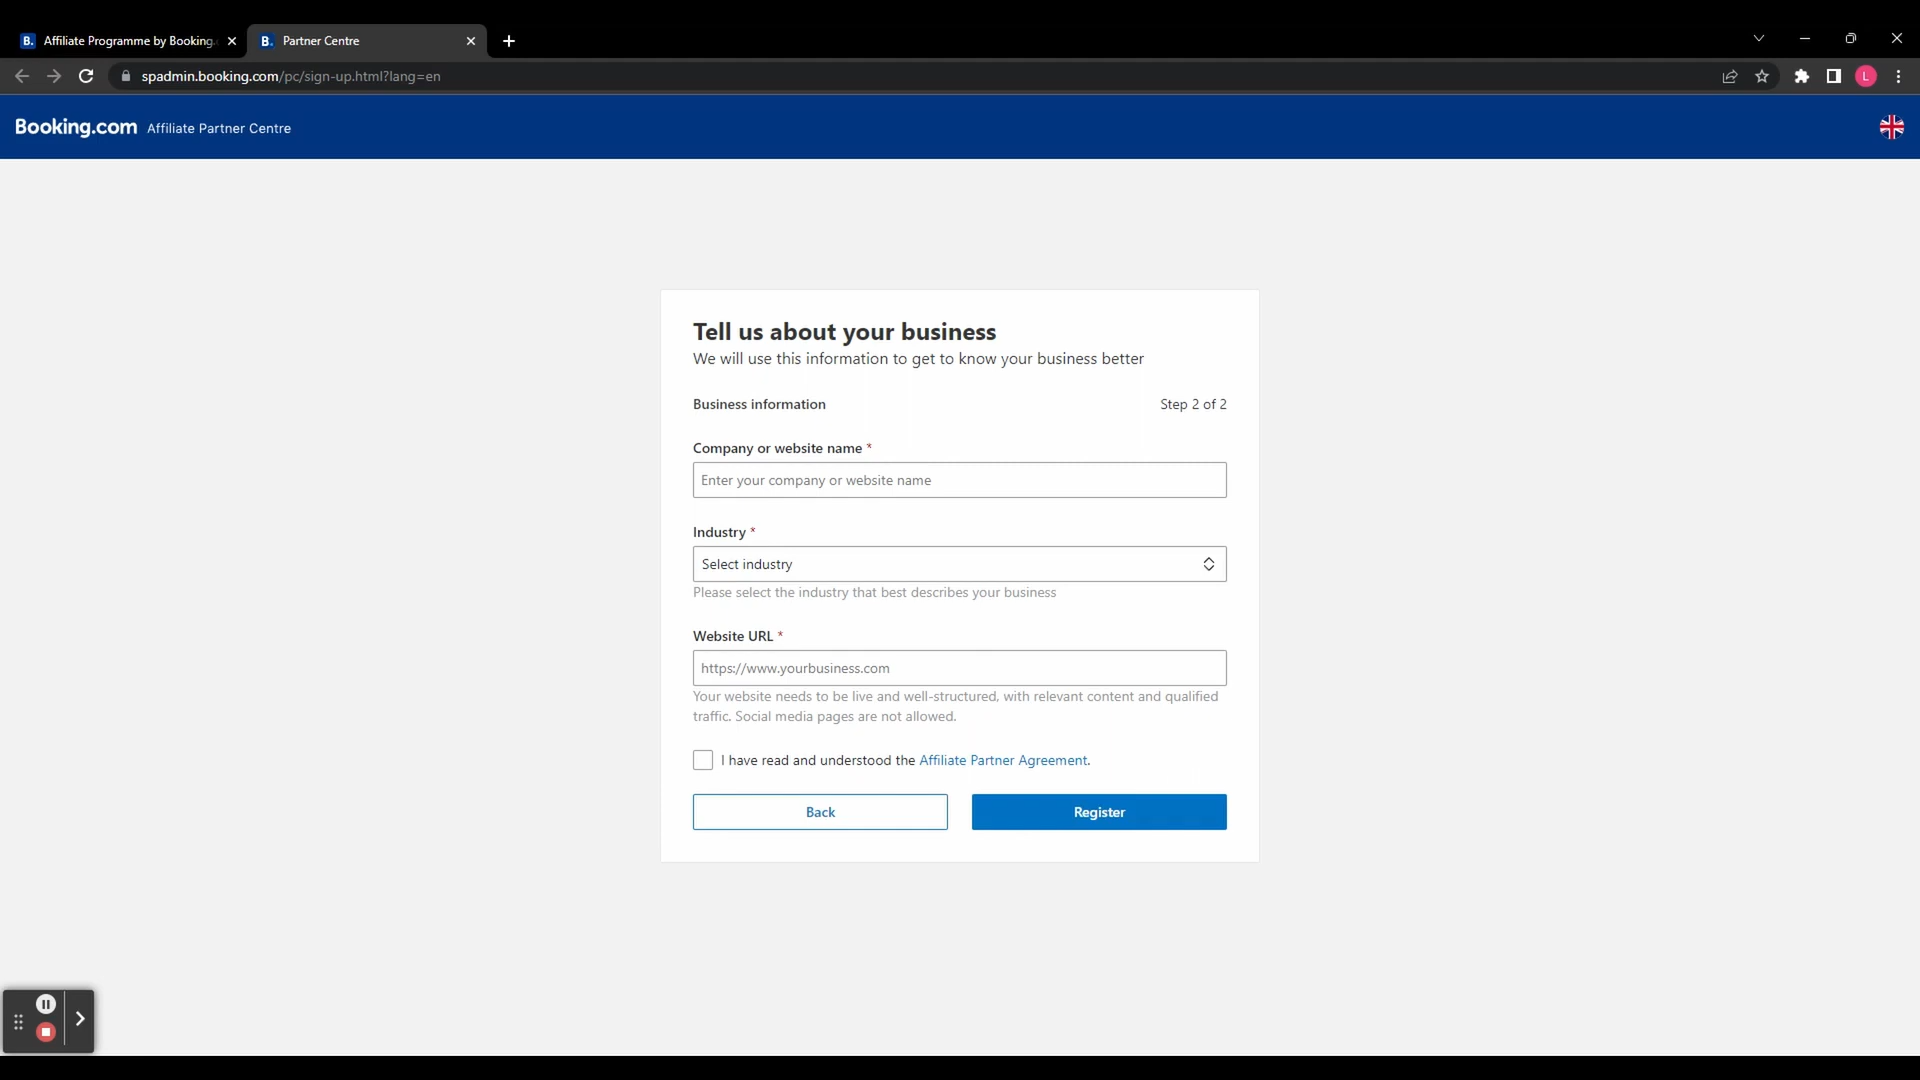 Affiliate Programme by Booking.
Partner Centre
spadmin.booking.com/pc/sign-up.html?lang=en
L
Booking.com Affiliate Partner Centre
Tell us about your business
We will use this information to get to know your business better
Business information Step 2 of 2
Company or website name *
Enter your company or website name
Industry *
Select industry
Please select the industry that best describes your business
Website URL *
https://www.yourbusiness.com
Your website needs to be live and well-structured, with relevant content and qualified
traffic. Social media pages are not allowed.
I have read and understood the Affiliate Partner Agreement.
Back Register